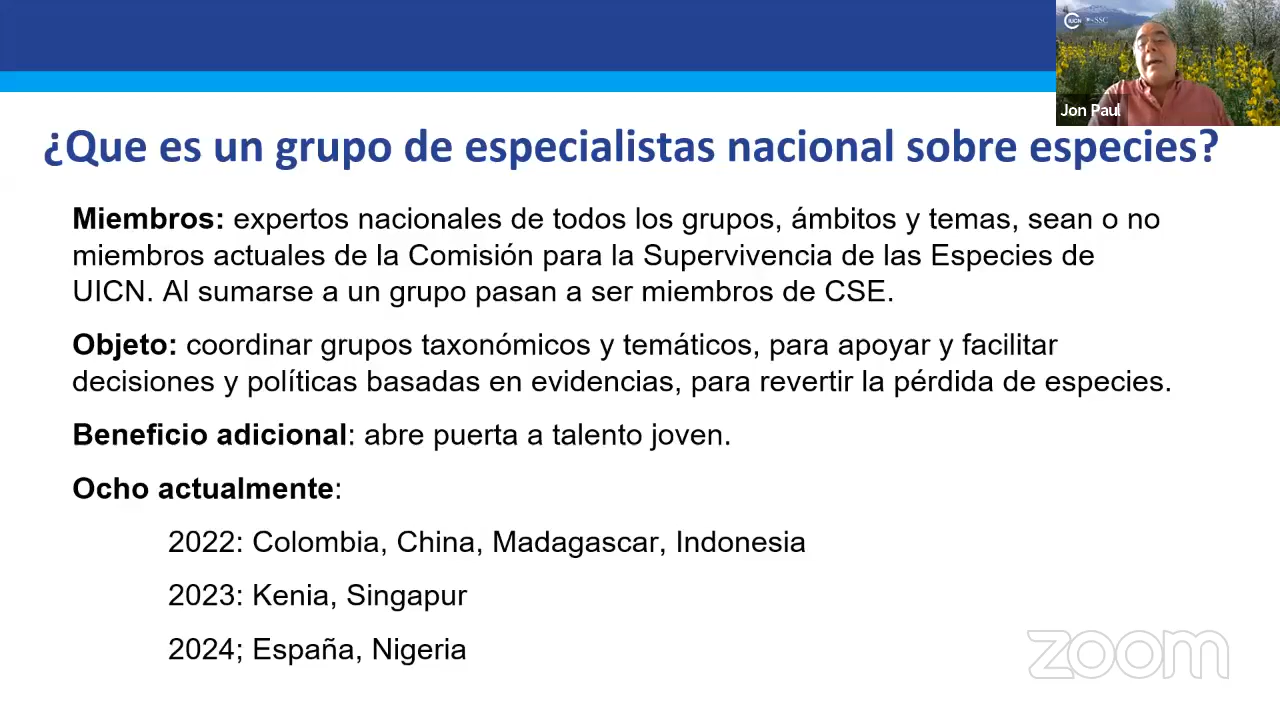 IUCN SSC
Jon Paul
¿Que es un grupo de especialistas nacional sobre especies?
Miembros: expertos nacionales de todos los grupos, ámbitos y temas, sean o no
miembros actuales de la Comisión para la Supervivencia de las Especies de
UICN. Al sumarse a un grupo pasan a ser miembros de CSE.
Objeto: coordinar grupos taxonómicos y temáticos, para apoyar y facilitar
decisiones y políticas basadas en evidencias, para revertir la pérdida de especies.
Beneficio adicional: abre puerta a talento joven.
Ocho actualmente:
2022: Colombia, China, Madagascar, Indonesia
2023: Kenia, Singapur
2024; España, Nigeria
zoom